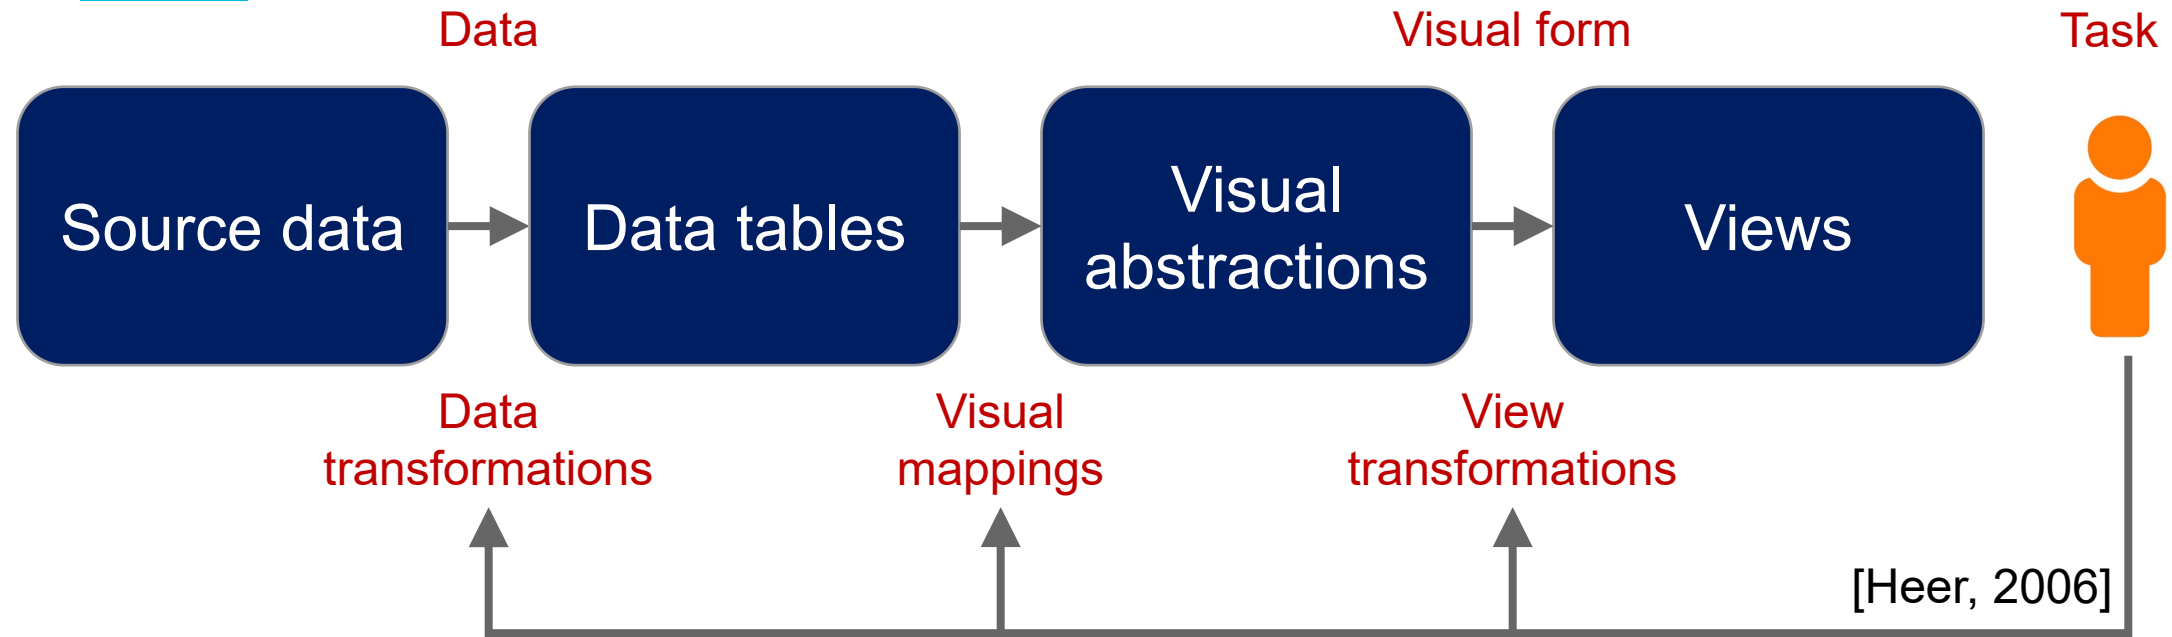 Data
Visual form
Task
Source data
Data tables
Visual
abstractions
Views
Data
transformations
Visual
mappings
View
transformations
[Heer, 2006]